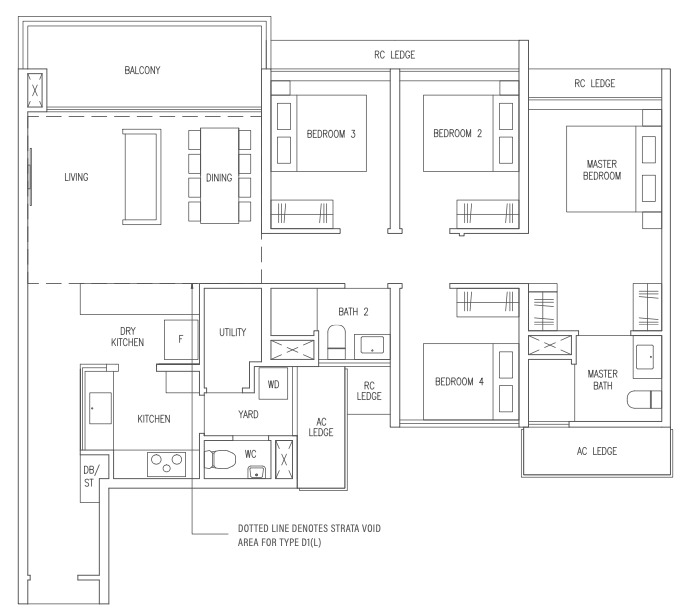 RC LEDGE
BALCONY
RC LEDGE
X
BEDROOM 3
BEDROOM 2
MASTER
BEDROOM
LIVING
DINING
DRY
KITCHEN
F
UTILITY
BATH 2
MASTER
BATH
BEDROOM 4
WD
RC
LEDGE
KITCHEN
YARD
AC
LEDGE
WC
X
AC LEDGE
DB/
ST
DOTTED LINE DENOTES STRATA VOID
AREA FOR TYPE D1(L)